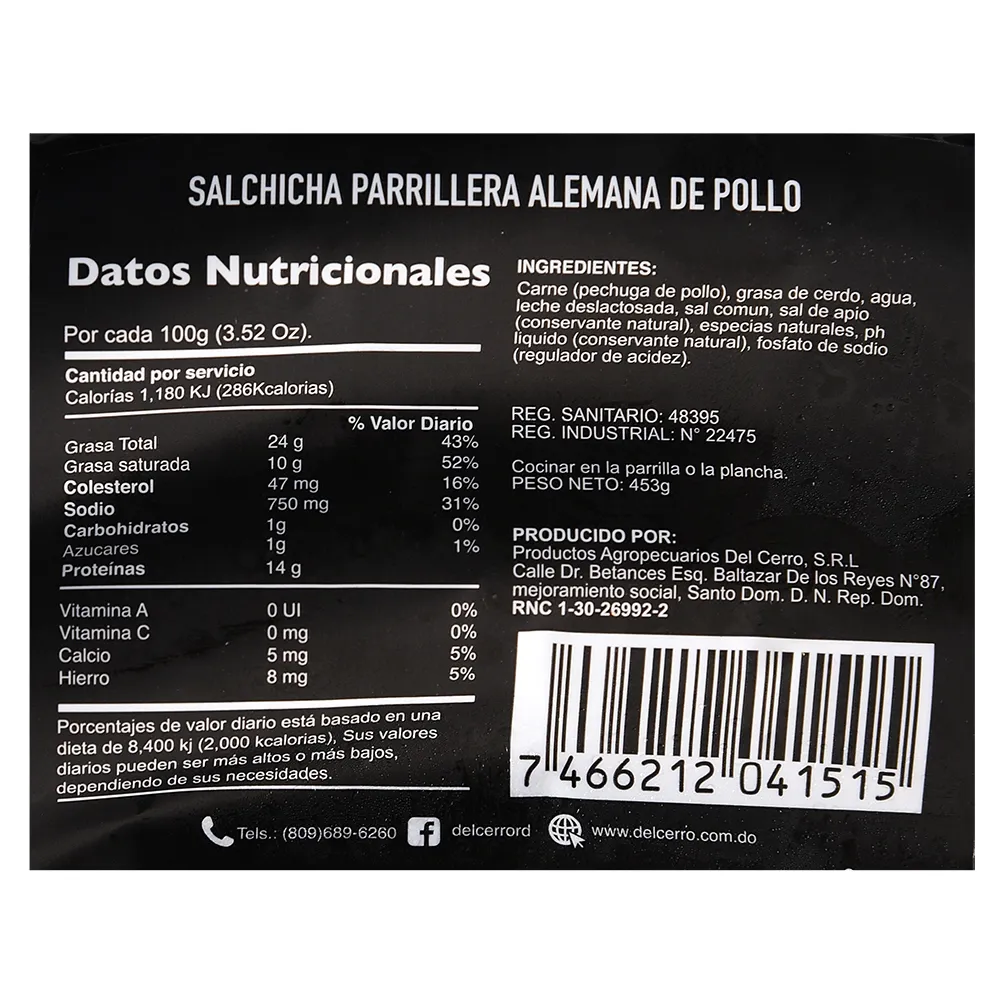 SALCHICHA PARRILLERA ALEMANA DE POLLO
Datos Nutricionales
Por cada 100g (3.52 Oz).
Cantidad por servicio
Calorías 1,180 KJ (286Kcalorias)
% Valor Diario
Grasa Total 24 g 43%
Grasa saturada 10 g 52%
Colesterol 47 mg 16%
Sodio 750 mg 31%
Carbohidratos 1g 0%
Azucares 1g 1%
Proteínas 14 g
Vitamina A 0 UI 0%
Vitamina C 0 mg 0%
Calcio 5 mg 5%
Hierro 8 mg 5%
Porcentajes de valor diario está basado en una
dieta de 8,400 kj (2,000 kcalorias), Sus valores
diarios pueden ser más altos o más bajos,
dependiendo de sus necesidades.
INGREDIENTES:
Carne (pechuga de pollo), grasa de cerdo, agua,
leche deslactosada, sal comun, sal de apio
(conservante natural), especias naturales, ph
liquido (conservante natural), fosfato de sodio
(regulador de acidez).
REG. SANITARIO: 48395
REG. INDUSTRIAL: N° 22475
Cocinar en la parrilla o la plancha.
PESO NETO: 453g
PRODUCIDO POR:
Productos Agropecuarios Del Cerro, S.R.L
Calle Dr. Betances Esq. Baltazar De los Reyes N°87,
mejoramiento social, Santo Dom. D. N. Rep. Dom.
RNC 1-30-26992-2
7 466212 041515
Tels.: (809)689-6260 f delcerrord www.delcerro.com.do